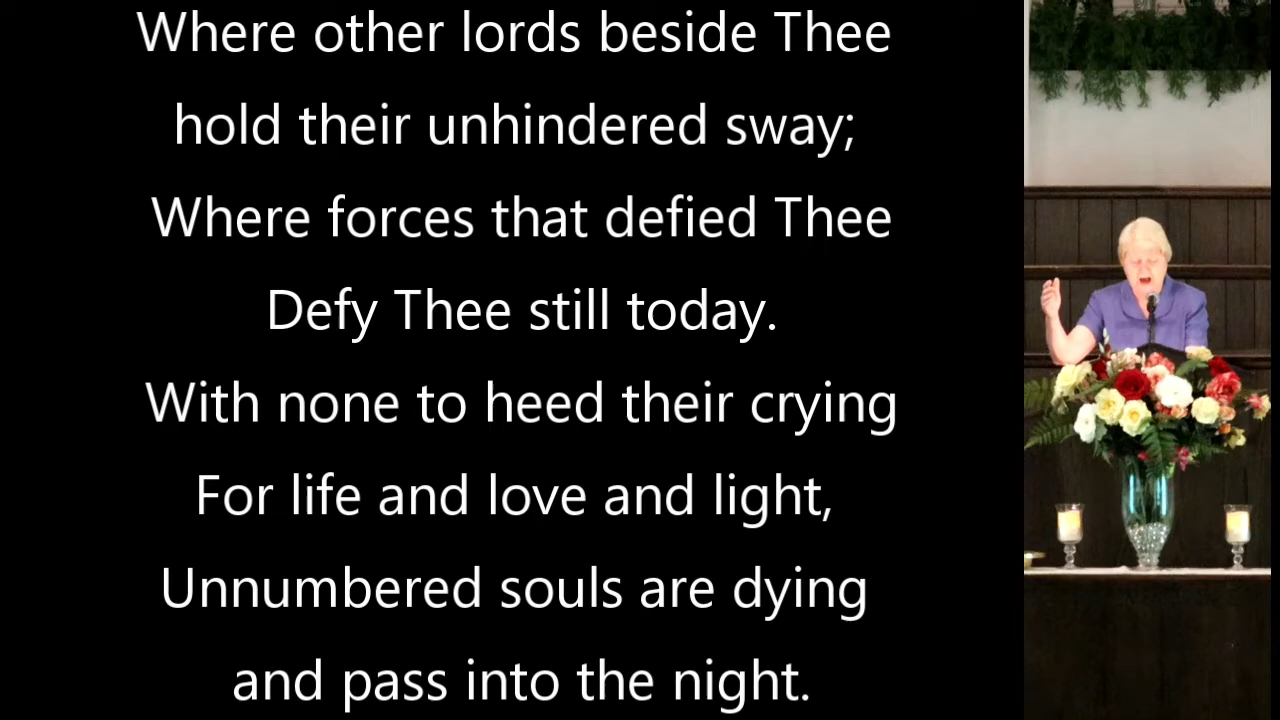 Where other lords beside Thee
hold their unhindered sway;
Where forces that defied Thee
Defy Thee still today.
With none to heed their crying
For life and love and light,
Unnumbered souls are dying
and pass into the night.